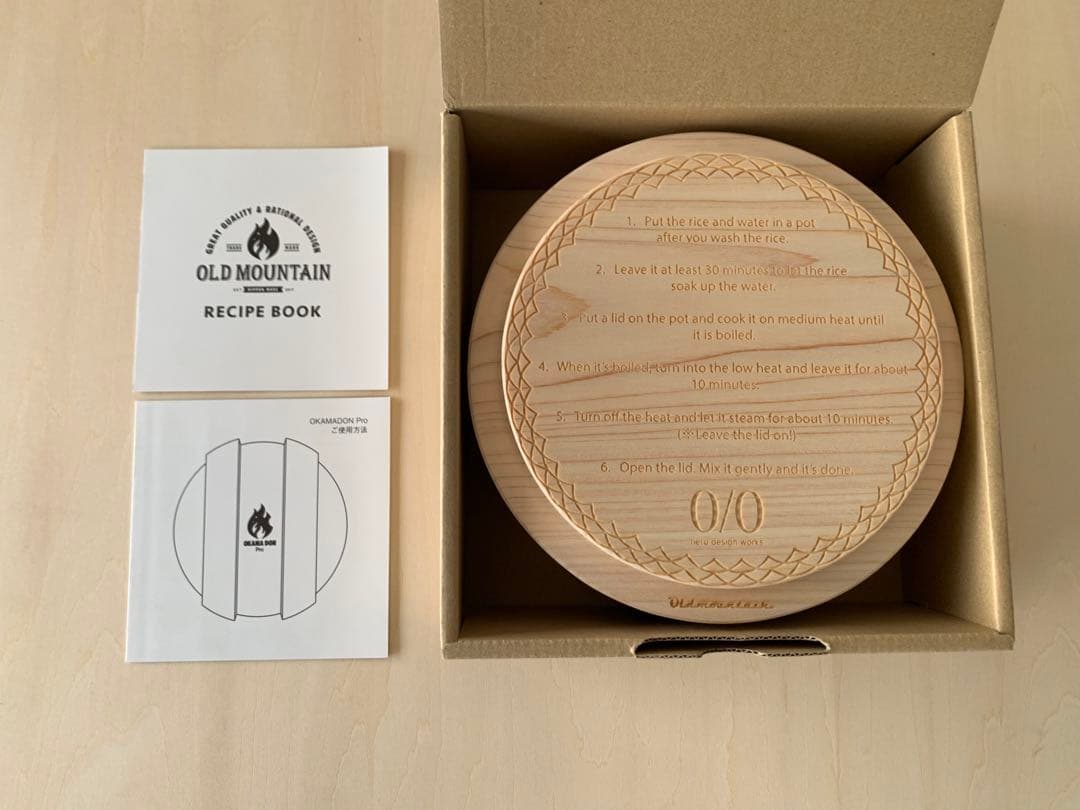 GREAT QUALITY & RATIONAL DESIGN
TRADE MARK
OLD MOUNTAIN
RECIPE BOOK
OKAMADON Pro
ご使用方法
OKAMA DON
Pro
1. Put the rice and water in a pot
after you wash the rice.
2. Leave it at least 30 minutes to let the rice
soak up the water.
3. Put a lid on the pot and cook it on medium heat until
it is boiled.
4. When it's boiled, turn into the low heat and leave it for about
10 minutes.
5. Turn off the heat and let it steam for about 10 minutes.
(※Leave the lid on!)
6. Open the lid. Mix it gently and it's done.
0/0
design works
Oldmountain